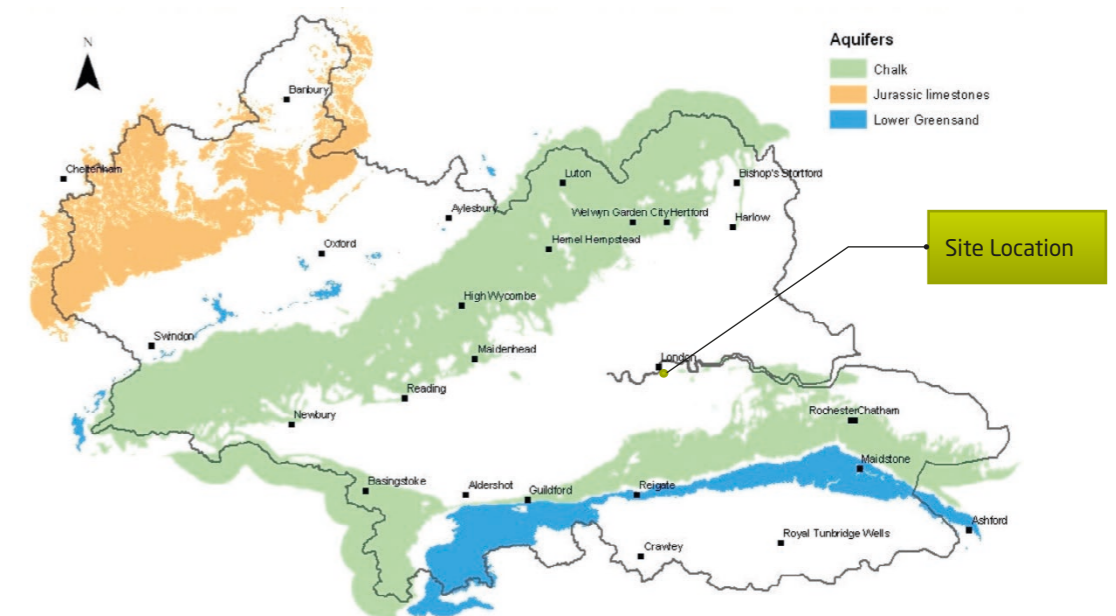 N
Aquifers
Chalk
Jurassic limestones
Lower Greensand
Banbury
Cheltenham
Luton
Bishop's Stortford
Aylesbury
Welwyn Garden City Hertford
Harlow
Oxford
Hemel Hempstead
Site Location
High Wycombe
Swindon
Maidenhead
London
Reading
Newbury
Rochester Chatham
Maidstone
Basingstoke
Aldershot
Guildford
Reigate
Ashford
Royal Tunbridge Wells
Crawley